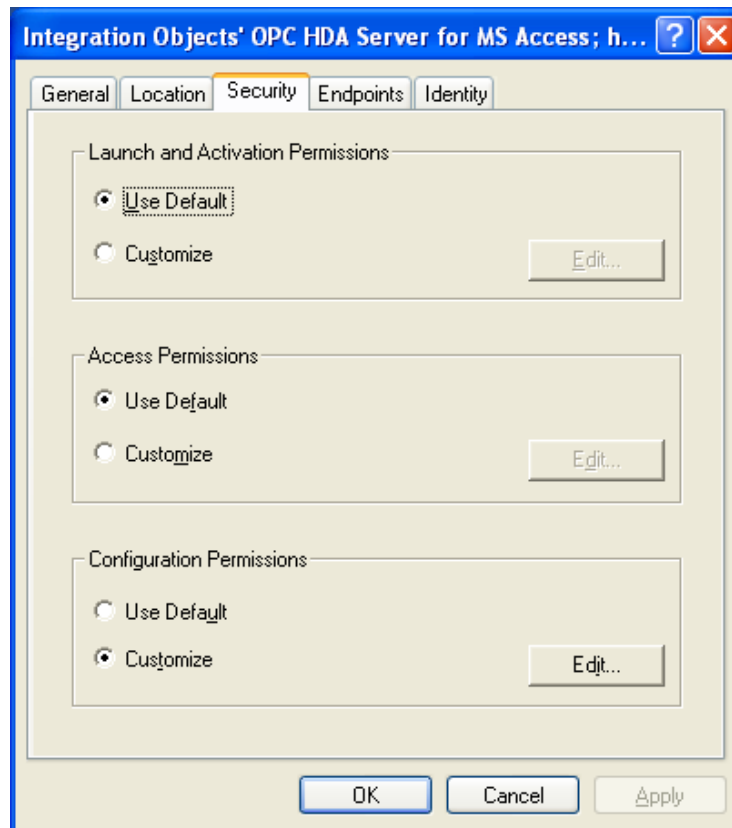 Integration Objects' OPC HDA Server for MS Access; h... ?
General Location Security Endpoints Identity
Launch and Activation Permissions
Use Default
Customize Edit...
Access Permissions
Use Default
Customize Edit...
Configuration Permissions
Use Default
Customize Edit...
OK Cancel Apply